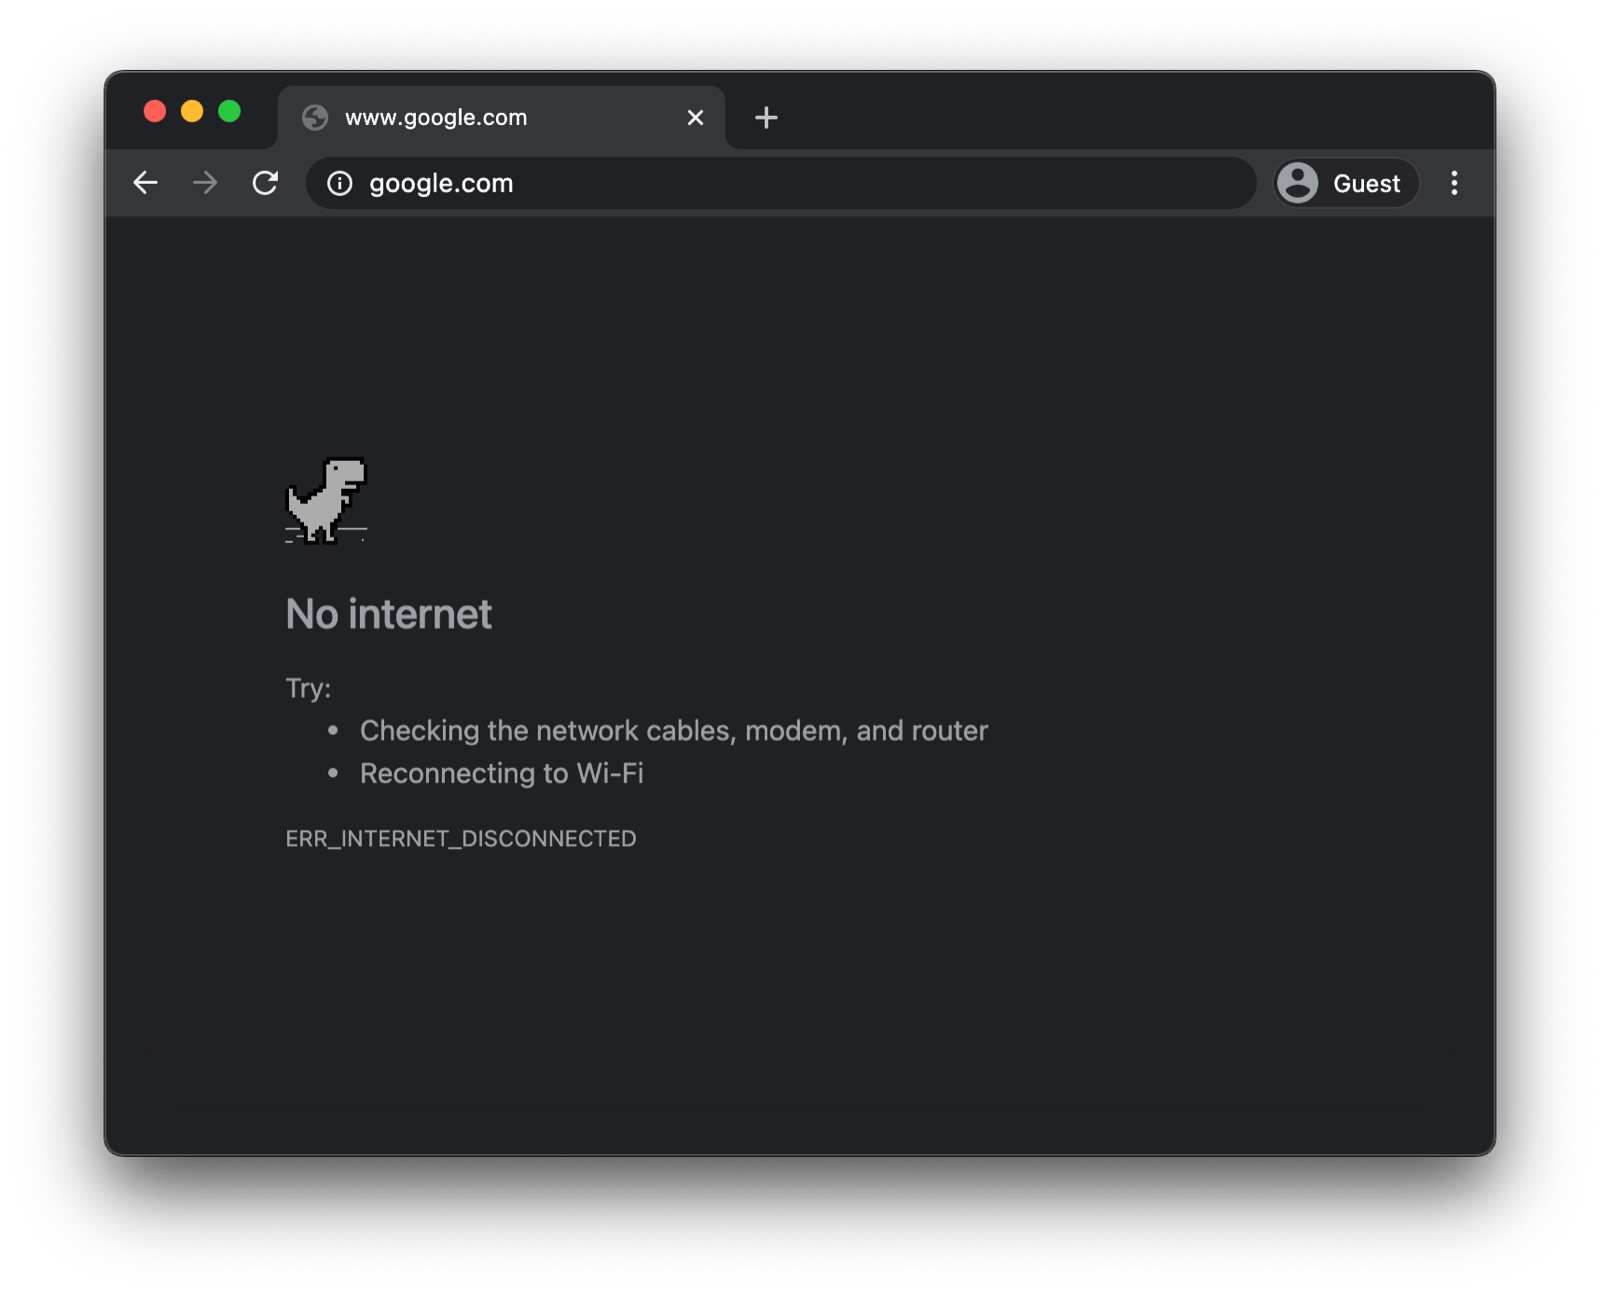 www.google.com
google.com
Guest
No internet
Try:
• Checking the network cables, modem, and router
• Reconnecting to Wi-Fi
ERR_INTERNET_DISCONNECTED